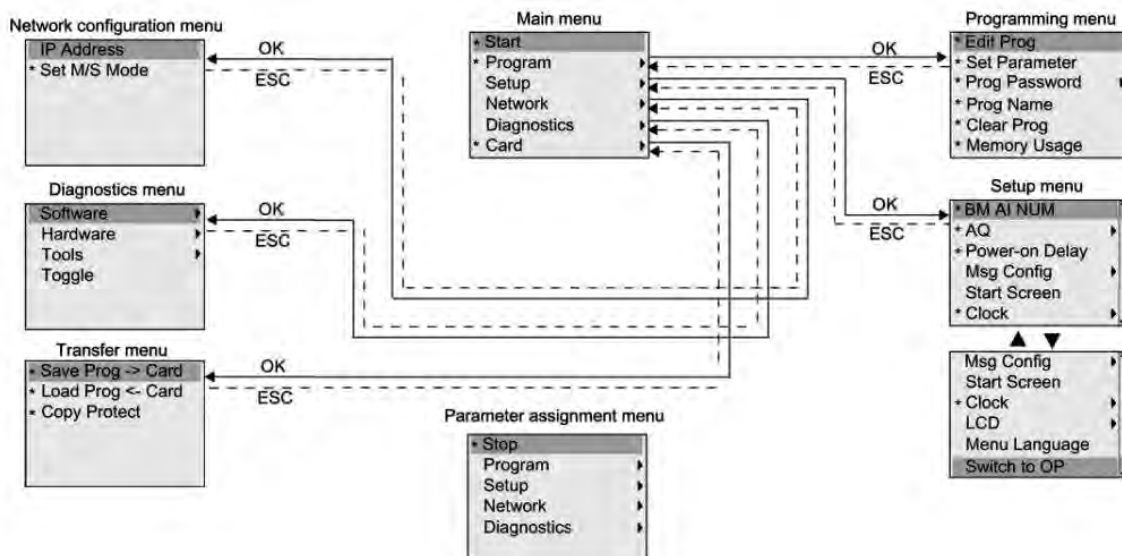 Network configuration menu
IP Address
* Set M/S Mode
OK
ESC
Diagnostics menu
Software
Hardware
Tools
Toggle
OK
ESC
Transfer menu
* Save Prog -> Card
* Load Prog <- Card
* Copy Protect
OK
ESC
Main menu
* Start
* Program
Setup
Network
Diagnostics
* Card
Parameter assignment menu
* Stop
Program
Setup
Network
Diagnostics
OK
ESC
Programming menu
* Edit Prog
* Set Parameter
* Prog Password
* Prog Name
* Clear Prog
* Memory Usage
OK
ESC
Setup menu
* BM AI NUM
* AQ
* Power-on Delay
Msg Config
Start Screen
* Clock
Msg Config
Start Screen
* Clock
LCD
Menu Language
Switch to OP